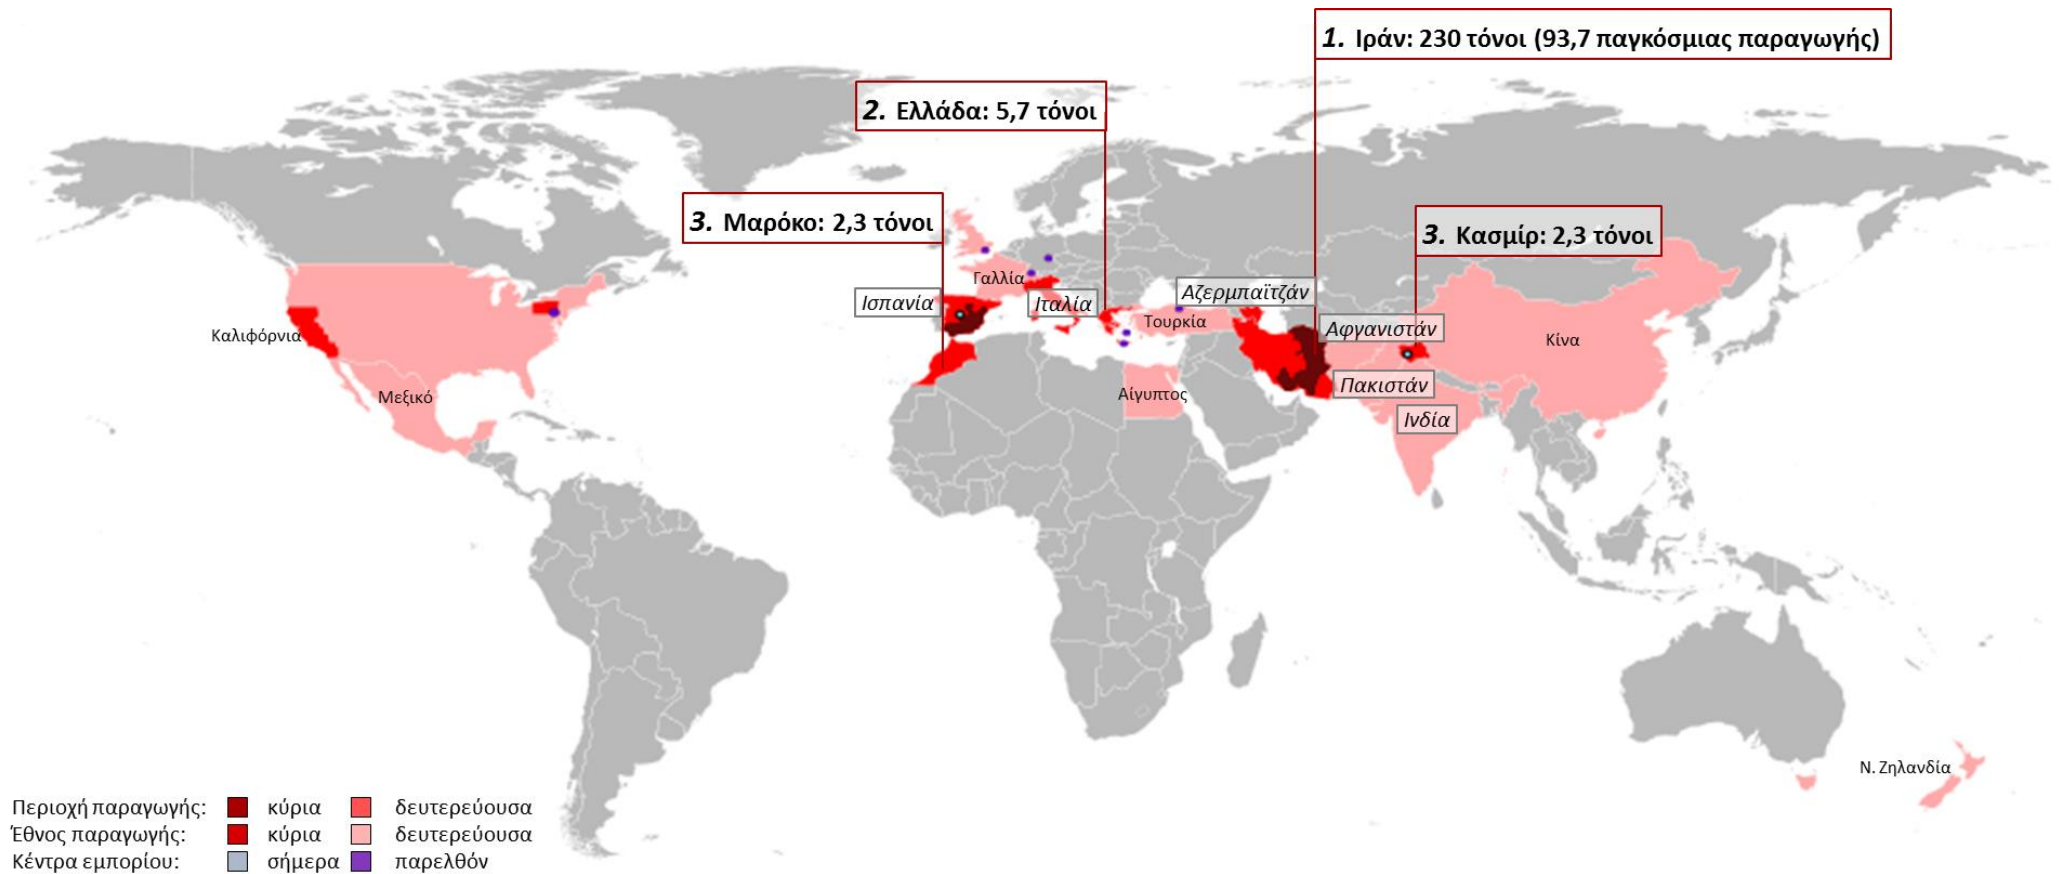 1. Ιράν: 230 τόνοι (93,7 παγκόσμιας παραγωγής)
2. Ελλάδα: 5,7 τόνοι
3. Μαρόκο: 2,3 τόνοι
3. Κασμίρ: 2,3 τόνοι
Γαλλία
Ισπανία
Ιταλία
Αζερμπαϊτζάν
Τουρκία
Αφγανιστάν
Καλιφόρνια
Κίνα
Πακιστάν
Μεξικό
Αίγυπτος
Ινδία
Ν. Ζηλανδία
Περιοχή παραγωγής: κύρια δευτερεύουσα
Έθνος παραγωγής: κύρια δευτερεύουσα
Κέντρα εμπορίου: σήμερα παρελθόν